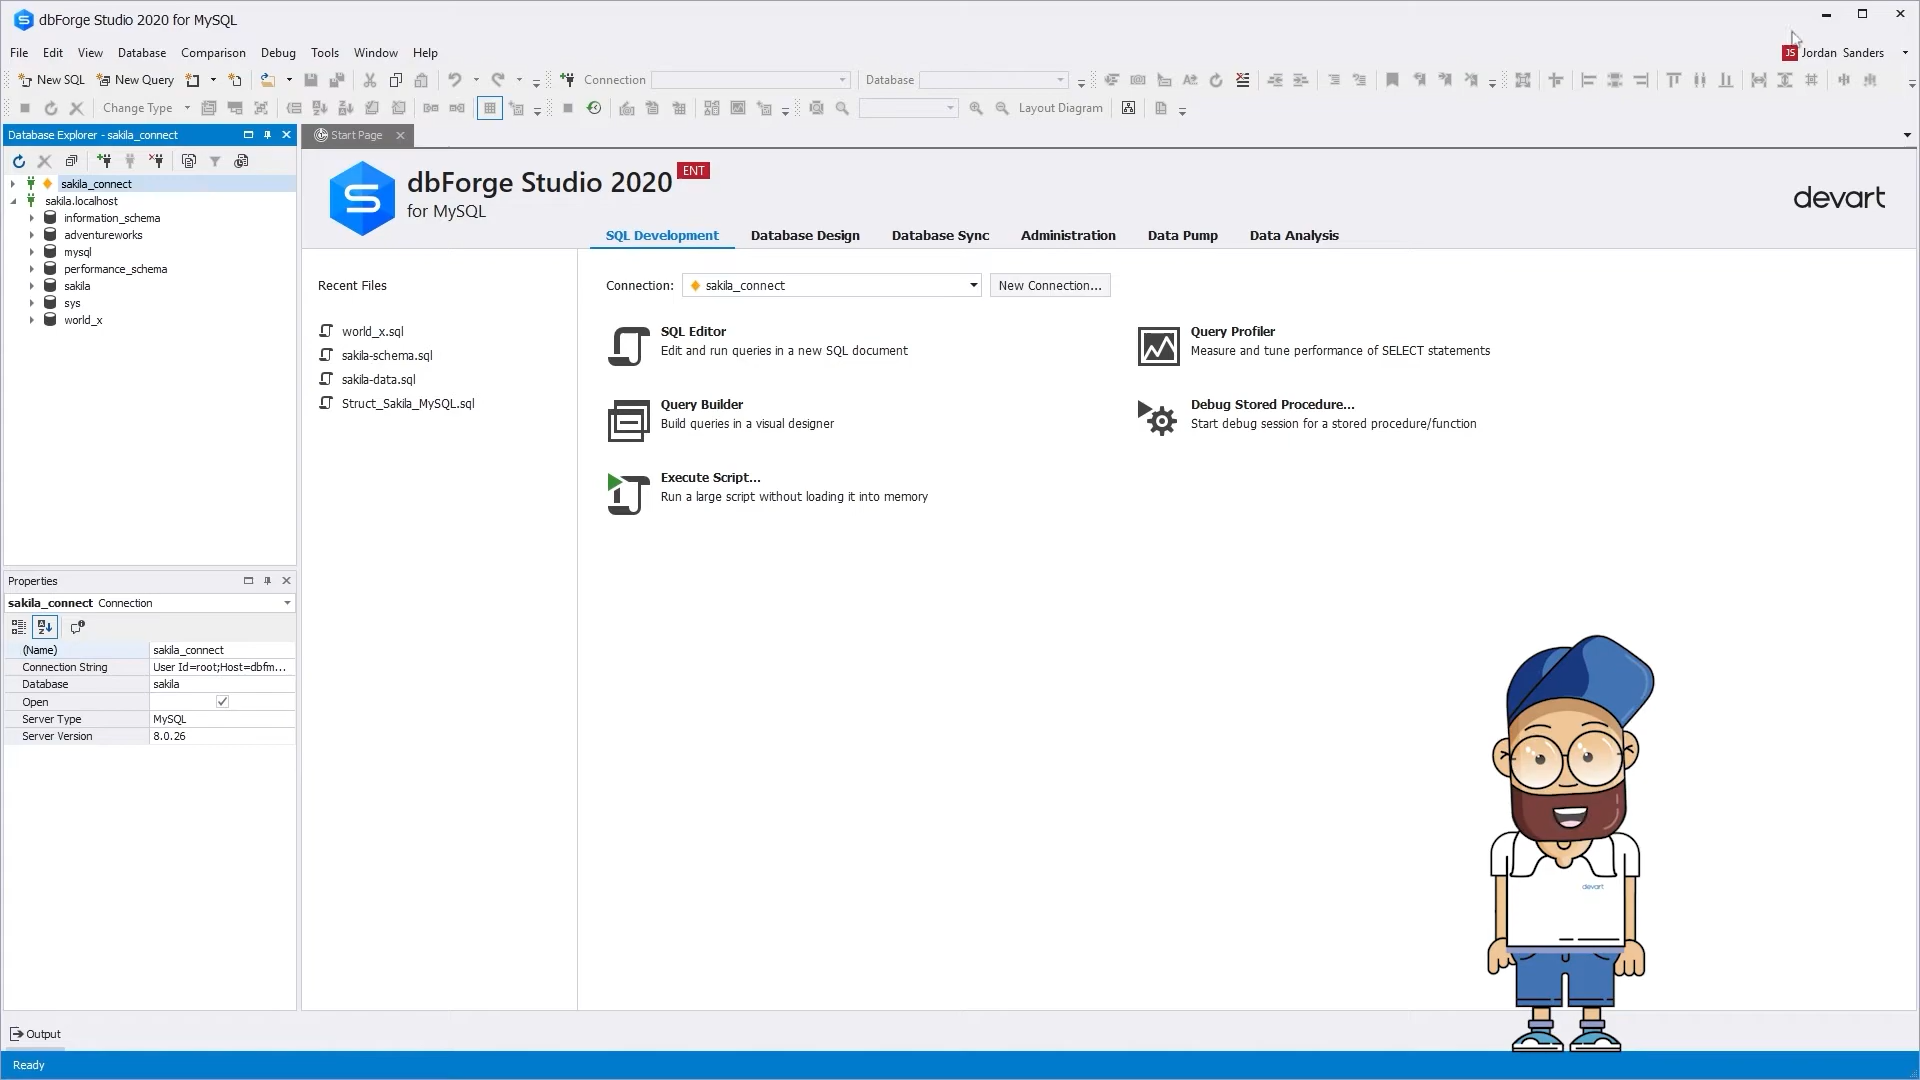 dbForge Studio 2020 for MySQL
File Edit View Database Comparison Debug Tools Window Help
JS Jordan Sanders
New SQL New Query Connection Database
Change Type Layout Diagram
Database Explorer - sakila_connect
Start Page
sakila_connect
sakila.localhost
information_schema
adventureworks
mysql
performance_schema
sakila
sys
world_x
dbForge Studio 2020 ENT
for MySQL
devart
SQL Development Database Design Database Sync Administration Data Pump Data Analysis
Recent Files
world_x.sql
sakila-schema.sql
sakila-data.sql
Struct_Sakila_MySQL.sql
Connection: sakila_connect New Connection...
SQL Editor
Edit and run queries in a new SQL document
Query Profiler
Measure and tune performance of SELECT statements
Query Builder
Build queries in a visual designer
Debug Stored Procedure...
Start debug session for a stored procedure/function
Execute Script...
Run a large script without loading it into memory
Properties
sakila_connect Connection
(Name) sakila_connect
Connection String User Id=root;Host=dbfm...
Database sakila
Open
Server Type MySQL
Server Version 8.0.26
devart
Output
Ready